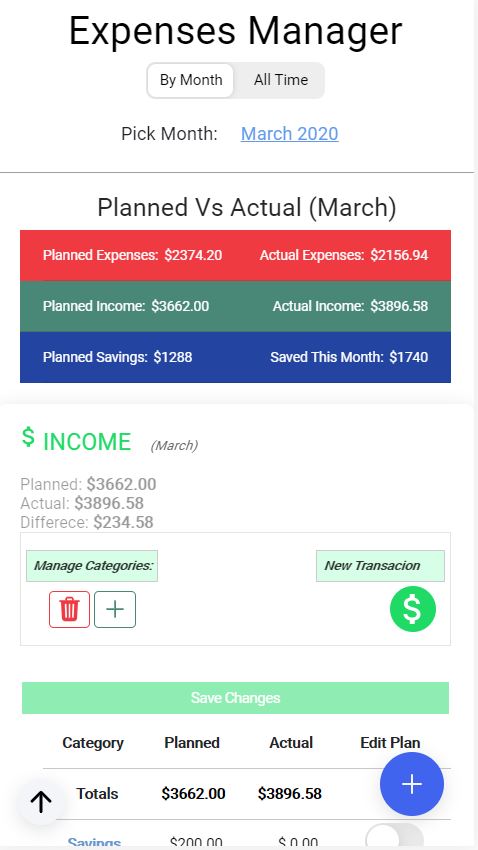 Expenses Manager
By Month All Time
Pick Month: March 2020
Planned Vs Actual (March)
Planned Expenses: $2374.20 Actual Expenses: $2156.94
Planned Income: $3662.00 Actual Income: $3896.58
Planned Savings: $1288 Saved This Month: $1740
$ INCOME (March)
Planned: $3662.00
Actual: $3896.58
Differece: $234.58
Manage Categories: New Transacion
$
Save Changes
Category Planned Actual Edit Plan
Totals $3662.00 $3896.58
Savings $200.00 $ 0.00